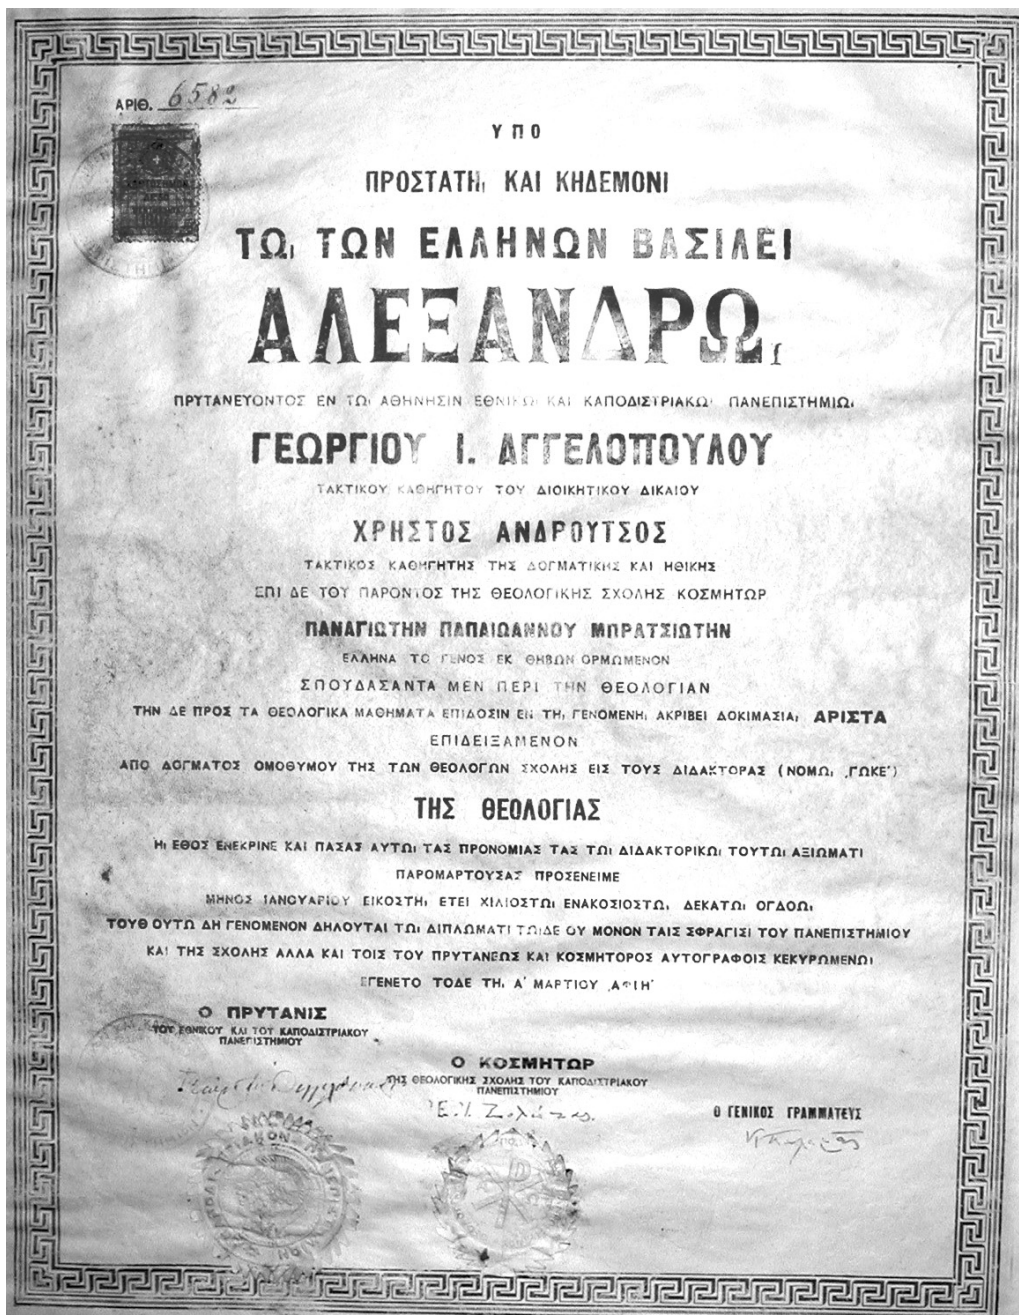 ΑΡΙΘ. 6582
ΥΠΟ
ΠΡΟΣΤΑΤΗι ΚΑΙ ΚΗΔΕΜΟΝΙ
ΤΩι ΤΩΝ ΕΛΛΗΝΩΝ ΒΑΣΙΛΕΙ
ΑΛΕΞΑΝΔΡΩι
ΠΡΥΤΑΝΕΥΟΝΤΟΣ ΕΝ ΤΩι ΑΘΗΝΗΣΙΝ ΕΘΝΙΚΩι ΚΑΙ ΚΑΠΟΔΙΣΤΡΙΑΚΩι ΠΑΝΕΠΙΣΤΗΜΙΩι
ΓΕΩΡΓΙΟΥ Ι. ΑΓΓΕΛΟΠΟΥΛΟΥ
ΤΑΚΤΙΚΟΥ ΚΑΘΗΓΗΤΟΥ ΤΟΥ ΔΙΟΙΚΗΤΙΚΟΥ ΔΙΚΑΙΟΥ
ΧΡΗΣΤΟΣ ΑΝΔΡΟΥΤΣΟΣ
ΤΑΚΤΙΚΟΣ ΚΑΘΗΓΗΤΗΣ ΤΗΣ ΔΟΓΜΑΤΙΚΗΣ ΚΑΙ ΗΘΙΚΗΣ
ΕΠΙ ΔΕ ΤΟΥ ΠΑΡΟΝΤΟΣ ΤΗΣ ΘΕΟΛΟΓΙΚΗΣ ΣΧΟΛΗΣ ΚΟΣΜΗΤΩΡ
ΠΑΝΑΓΙΩΤΗΝ ΠΑΠΑΙΩΑΝΝΟΥ ΜΠΡΑΤΣΙΩΤΗΝ
ΕΛΛΗΝΑ ΤΟ ΓΕΝΟΣ ΕΚ ΘΗΒΩΝ ΟΡΜΩΜΕΝΟΝ
ΣΠΟΥΔΑΣΑΝΤΑ ΜΕΝ ΠΕΡΙ ΤΗΝ ΘΕΟΛΟΓΙΑΝ
ΤΗΝ ΔΕ ΠΡΟΣ ΤΑ ΘΕΟΛΟΓΙΚΑ ΜΑΘΗΜΑΤΑ ΕΠΙΔΟΣΙΝ ΕΝ ΤΗι ΓΕΝΟΜΕΝΗι ΑΚΡΙΒΕΙ ΔΟΚΙΜΑΣΙΑι ΑΡΙΣΤΑ
ΕΠΙΔΕΙΞΑΜΕΝΟΝ
ΑΠΟ ΔΟΓΜΑΤΟΣ ΟΜΟΘΥΜΟΥ ΤΗΣ ΤΩΝ ΘΕΟΛΟΓΩΝ ΣΧΟΛΗΣ ΕΙΣ ΤΟΥΣ ΔΙΔΑΚΤΟΡΑΣ (ΝΟΜΩι ,ΓΩΚΕ')
ΤΗΣ ΘΕΟΛΟΓΙΑΣ
Ηι ΕΘΟΣ ΕΝΕΚΡΙΝΕ ΚΑΙ ΠΑΣΑΣ ΑΥΤΩι ΤΑΣ ΠΡΟΝΟΜΙΑΣ ΤΑΣ ΤΩι ΔΙΔΑΚΤΟΡΙΚΩι ΤΟΥΤΩι ΑΞΙΩΜΑΤΙ
ΠΑΡΟΜΑΡΤΟΥΣΑΣ ΠΡΟΣΕΝΕΙΜΕ
ΜΗΝΟΣ ΙΑΝΟΥΑΡΙΟΥ ΕΙΚΟΣΤΗι ΕΤΕΙ ΧΙΛΙΟΣΤΩι ΕΝΑΚΟΣΙΟΣΤΩι ΔΕΚΑΤΩι ΟΓΔΟΩι
ΤΟΥΘ ΟΥΤΩ ΔΗ ΓΕΝΟΜΕΝΟΝ ΔΗΛΟΥΤΑΙ ΤΩι ΔΙΠΛΩΜΑΤΙ ΤΩιΔΕ ΟΥ ΜΟΝΟΝ ΤΑΙΣ ΣΦΡΑΓΙΣΙ ΤΟΥ ΠΑΝΕΠΙΣΤΗΜΙΟΥ
ΚΑΙ ΤΗΣ ΣΧΟΛΗΣ ΑΛΛΑ ΚΑΙ ΤΟΙΣ ΤΟΥ ΠΡΥΤΑΝΕΩΣ ΚΑΙ ΚΟΣΜΗΤΟΡΟΣ ΑΥΤΟΓΡΑΦΟΙΣ ΚΕΚΥΡΩΜΕΝΩι
ΕΓΕΝΕΤΟ ΤΟΔΕ ΤΗι Α' ΜΑΡΤΙΟΥ ,ΑϠΙΗ'
Ο ΠΡΥΤΑΝΙΣ
ΤΟΥ ΕΘΝΙΚΟΥ ΚΑΙ ΤΟΥ ΚΑΠΟΔΙΣΤΡΙΑΚΟΥ
ΠΑΝΕΠΙΣΤΗΜΙΟΥ
Ο ΚΟΣΜΗΤΩΡ
ΤΗΣ ΘΕΟΛΟΓΙΚΗΣ ΣΧΟΛΗΣ ΤΟΥ ΚΑΠΟΔΙΣΤΡΙΑΚΟΥ
ΠΑΝΕΠΙΣΤΗΜΙΟΥ
Ο ΓΕΝΙΚΟΣ ΓΡΑΜΜΑΤΕΥΣ